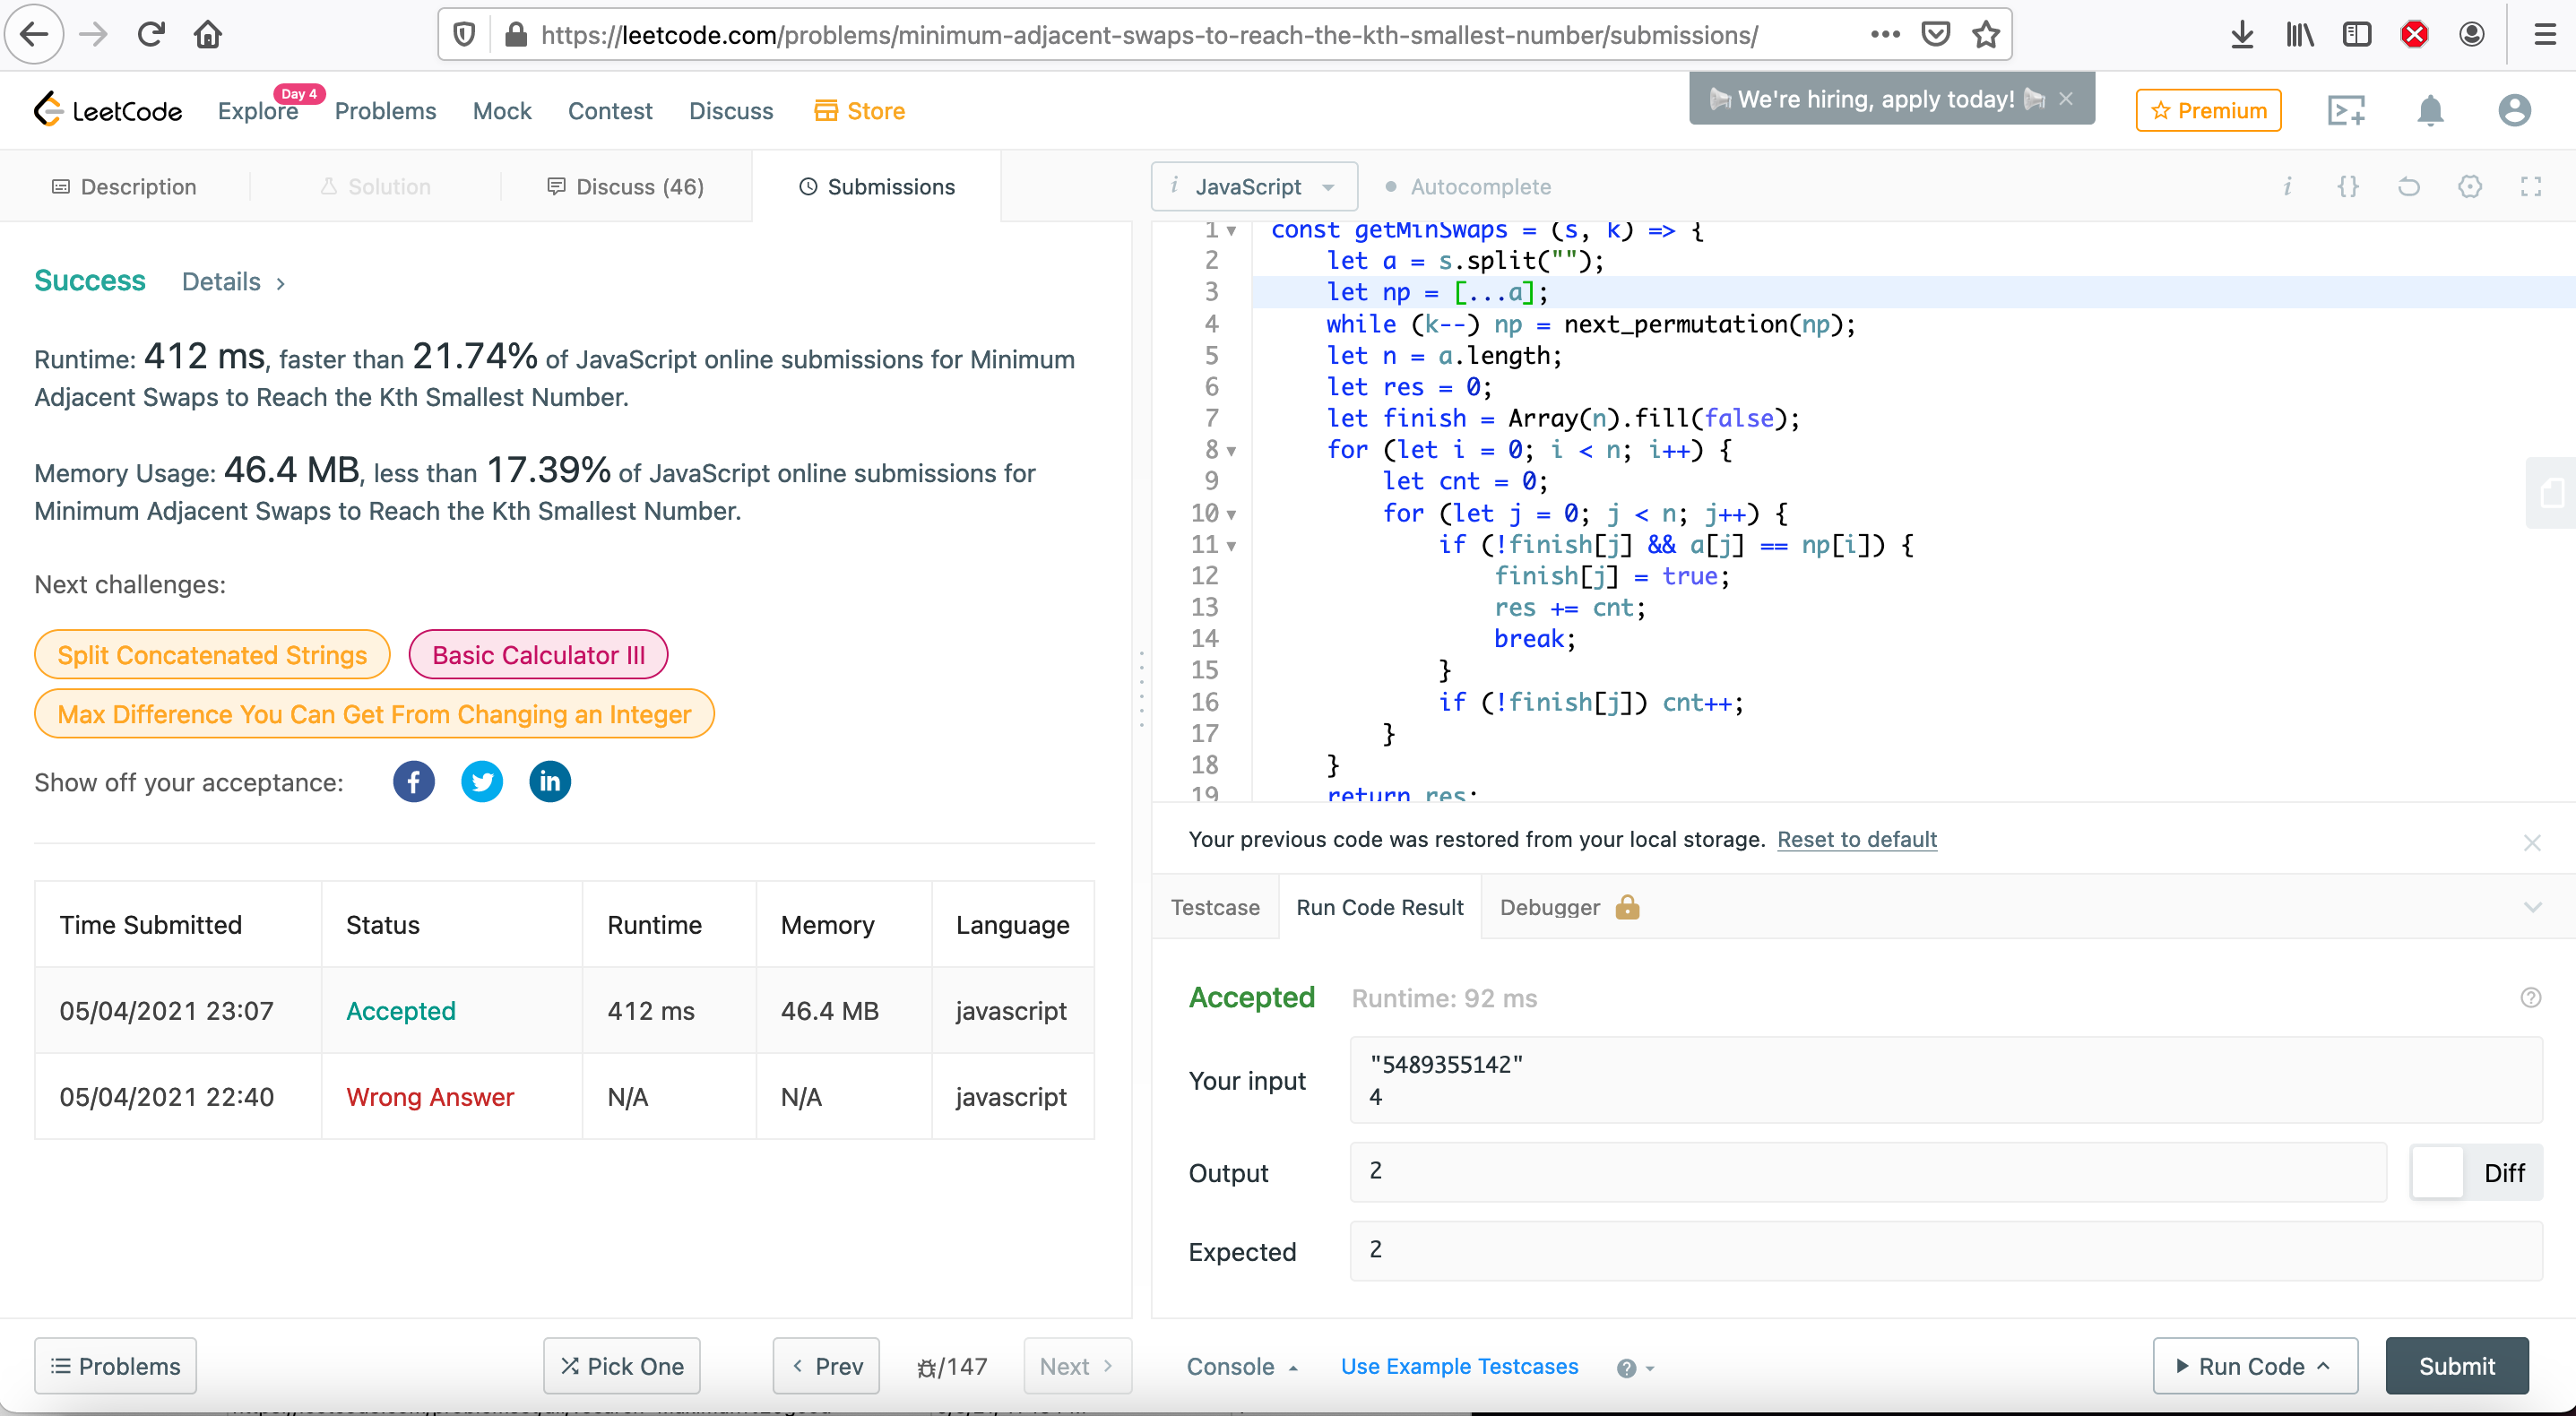 https://leetcode.com/problems/minimum-adjacent-swaps-to-reach-the-kth-smallest-number/submissions/
LeetCode
Explore
Day 4
Problems
Mock
Contest
Discuss
Store
We're hiring, apply today!
Premium
Description
Solution
Discuss (46)
Submissions
Success
Details
Runtime: 412 ms, faster than 21.74% of JavaScript online submissions for Minimum
Adjacent Swaps to Reach the Kth Smallest Number.
Memory Usage: 46.4 MB, less than 17.39% of JavaScript online submissions for
Minimum Adjacent Swaps to Reach the Kth Smallest Number.
Next challenges:
Split Concatenated Strings
Basic Calculator III
Max Difference You Can Get From Changing an Integer
Show off your acceptance:
Time Submitted Status Runtime Memory Language
05/04/2021 23:07 Accepted 412 ms 46.4 MB javascript
05/04/2021 22:40 Wrong Answer N/A N/A javascript
Problems
Pick One
Prev
/147
Next
i JavaScript
Autocomplete
i {}
1 const getMinSwaps = (s, k) => {
2 let a = s.split("");
3 let np = [...a];
4 while (k--) np = next_permutation(np);
5 let n = a.length;
6 let res = 0;
7 let finish = Array(n).fill(false);
8 for (let i = 0; i < n; i++) {
9 let cnt = 0;
10 for (let j = 0; j < n; j++) {
11 if (!finish[j] && a[j] == np[i]) {
12 finish[j] = true;
13 res += cnt;
14 break;
15 }
16 if (!finish[j]) cnt++;
17 }
18 }
19 return res;
Your previous code was restored from your local storage. Reset to default
Testcase
Run Code Result
Debugger
Accepted
Runtime: 92 ms
Your input
"5489355142"
4
Output
2
Diff
Expected
2
Console
Use Example Testcases
Run Code
Submit